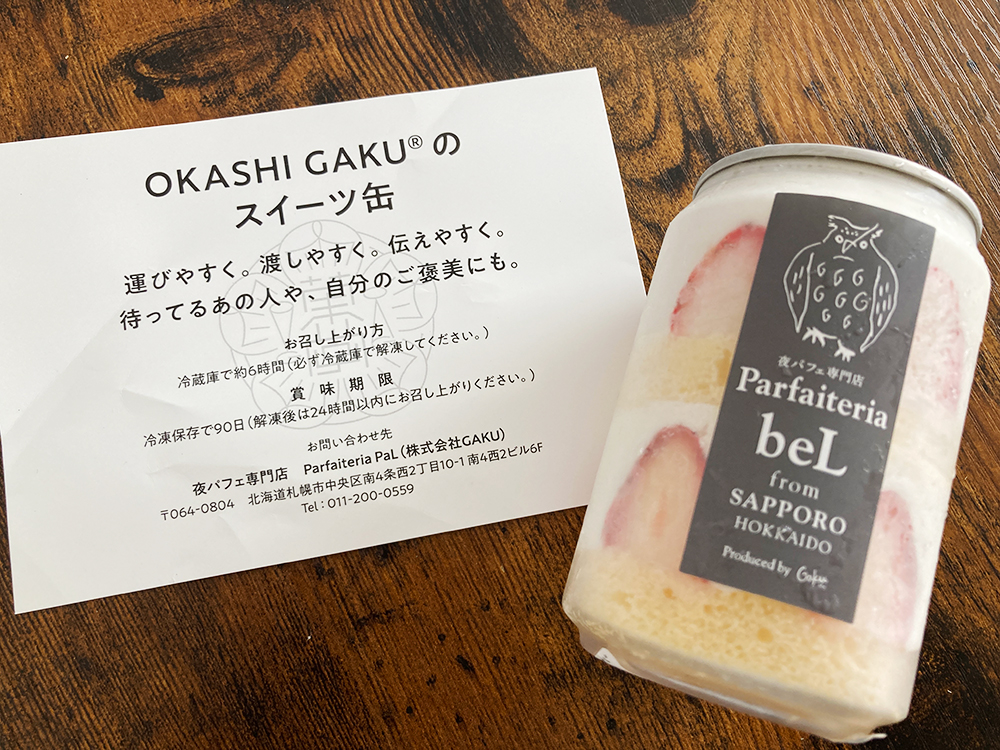 OKASHI GAKU® の
スイーツ缶
運びやすく。渡しやすく。伝えやすく。
待ってるあの人や、自分のご褒美にも。
お召し上がり方
冷蔵庫で約6時間(必ず冷蔵庫で解凍してください。)
賞味期限
冷凍保存で90日(解凍後は24時間以内にお召し上がりください。)
お問い合わせ先
夜パフェ専門店 Parfaiteria PaL(株式会社GAKU)
〒064-0804 北海道札幌市中央区南4条西2丁目10-1 南4西2ビル6F
Tel:011-200-0559
G G G
G G G
G G
夜パフェ専門店
Parfaiteria
beL
from
SAPPORO
HOKKAIDO
Produced by Gaku